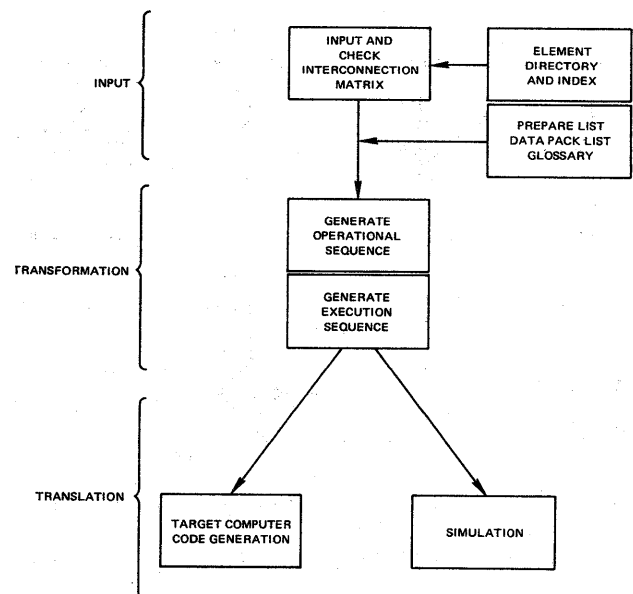 INPUT
INPUT AND
CHECK
INTERCONNECTION
MATRIX
ELEMENT
DIRECTORY
AND INDEX
PREPARE LIST
DATA PACK LIST
GLOSSARY
TRANSFORMATION
GENERATE
OPERATIONAL
SEQUENCE
GENERATE
EXECUTION
SEQUENCE
TRANSLATION
TARGET COMPUTER
CODE GENERATION
SIMULATION